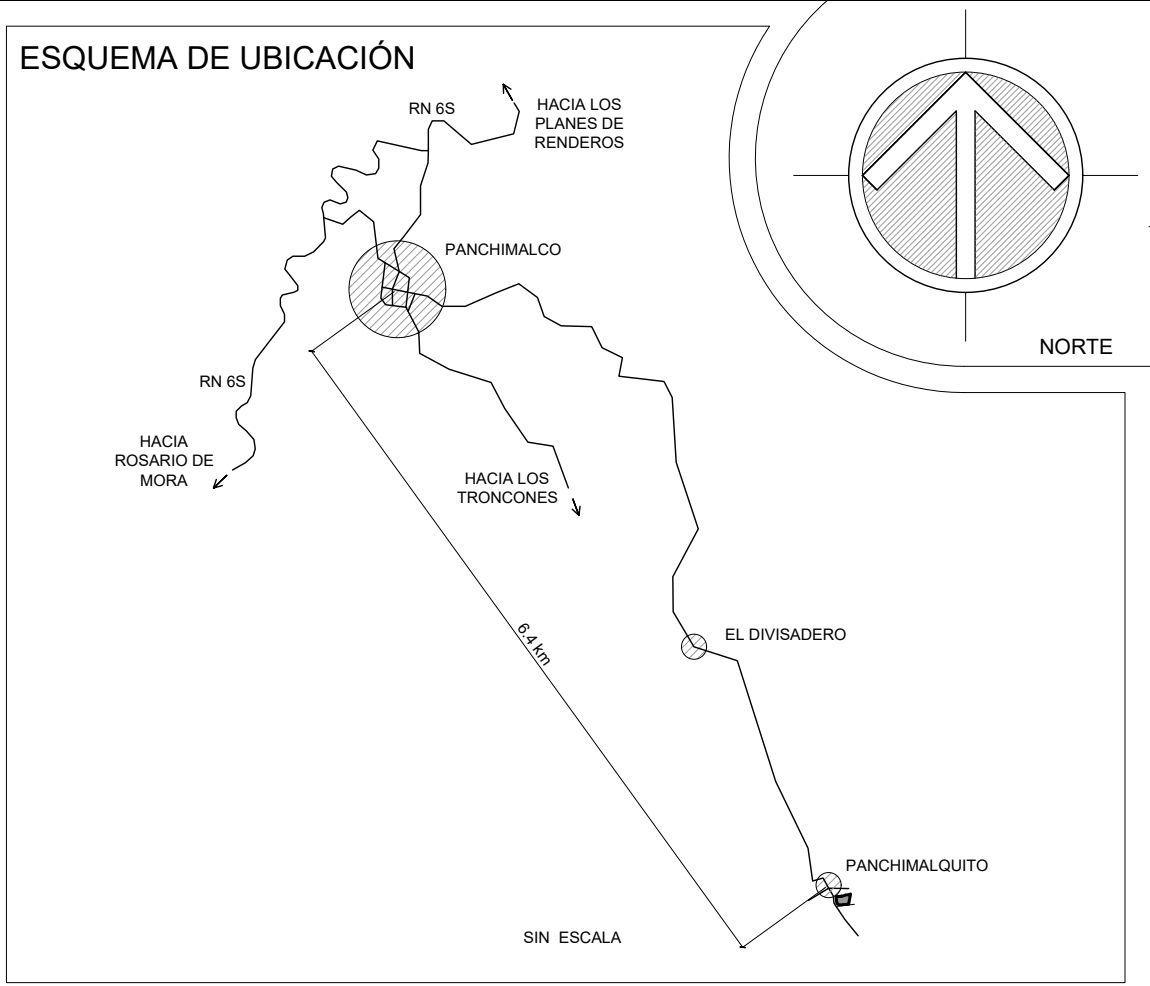 ESQUEMA DE UBICACIÓN
RN 6S
HACIA LOS
PLANES DE
RENDEROS
PANCHIMALCO
NORTE
RN 6S
HACIA
ROSARIO DE
MORA
HACIA LOS
TRONCONES
6.4 km
EL DIVISADERO
PANCHIMALQUITO
SIN ESCALA